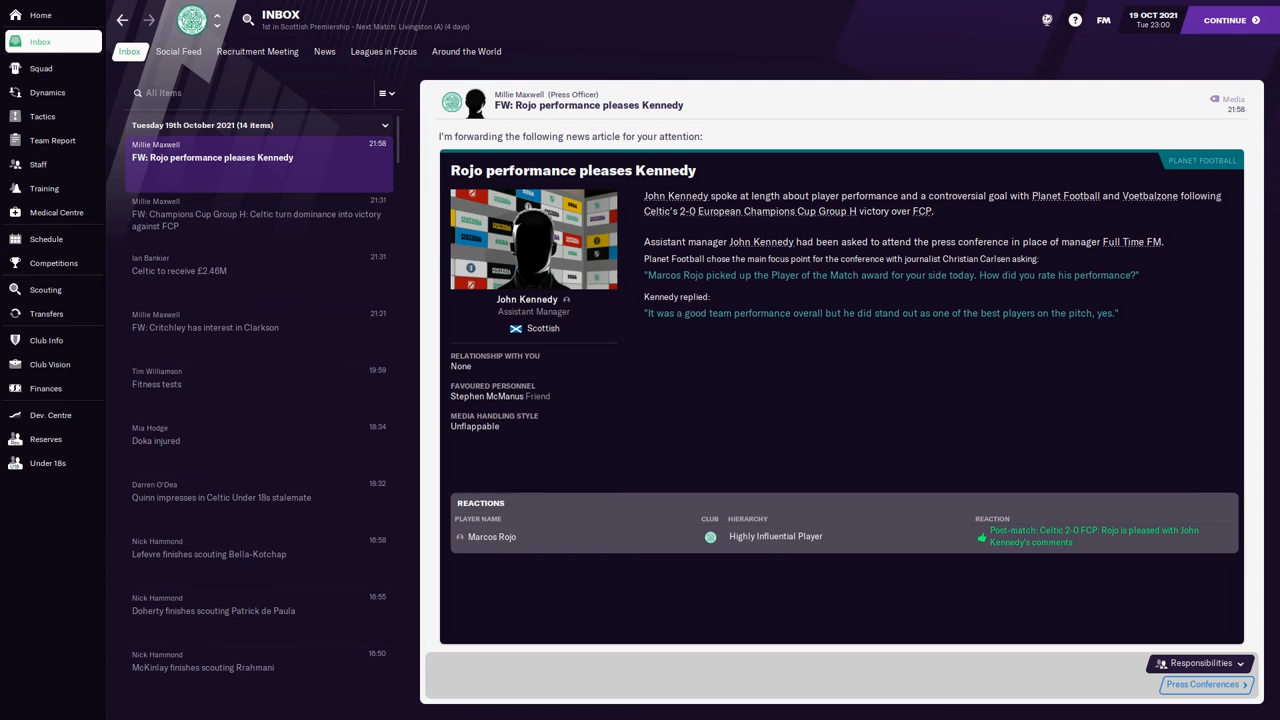 Home
Inbox
Squad
Dynamics
Tactics
Team Report
Staff
Training
Medical Centre
Schedule
Competitions
Scouting
Transfers
Club Info
Club Vision
Finances
Dev. Centre
Reserves
Under 18s
INBOX
1st in Scottish Premiership - Next Match: Livingston (A) (4 days)
FM
19 OCT 2021
Tue 23:00
CONTINUE
Inbox
Social Feed
Recruitment Meeting
News
Leagues in Focus
Around the World
All Items
Tuesday 19th October 2021 (14 items)
Millie Maxwell 21:58
FW: Rojo performance pleases Kennedy
Millie Maxwell 21:31
FW: Champions Cup Group H: Celtic turn dominance into victory
against FCP
Ian Bankier 21:31
Celtic to receive £2.46M
Millie Maxwell 21:21
FW: Critchley has interest in Clarkson
Tim Williamson 19:59
Fitness tests
Mia Hodge 18:34
Doka injured
Darren O'Dea 18:32
Quinn impresses in Celtic Under 18s stalemate
Nick Hammond 16:58
Lefevre finishes scouting Bella-Kotchap
Nick Hammond 16:55
Doherty finishes scouting Patrick de Paula
Nick Hammond 16:50
McKinlay finishes scouting Rrahmani
Millie Maxwell (Press Officer)
FW: Rojo performance pleases Kennedy
Media
21:58
I'm forwarding the following news article for your attention:
PLANET FOOTBALL
Rojo performance pleases Kennedy
John Kennedy
Assistant Manager
Scottish
RELATIONSHIP WITH YOU
None
FAVOURED PERSONNEL
Stephen McManus Friend
MEDIA HANDLING STYLE
Unflappable
John Kennedy spoke at length about player performance and a controversial goal with Planet Football and Voetbalzone following
Celtic's 2-0 European Champions Cup Group H victory over FCP.
Assistant manager John Kennedy had been asked to attend the press conference in place of manager Full Time FM.
Planet Football chose the main focus point for the conference with journalist Christian Carlsen asking:
"Marcos Rojo picked up the Player of the Match award for your side today. How did you rate his performance?"
Kennedy replied:
"It was a good team performance overall but he did stand out as one of the best players on the pitch, yes."
REACTIONS
PLAYER NAME CLUB HIERARCHY REACTION
Marcos Rojo Highly Influential Player Post-match: Celtic 2-0 FCP: Rojo is pleased with John
Kennedy's comments
Responsibilities
Press Conferences